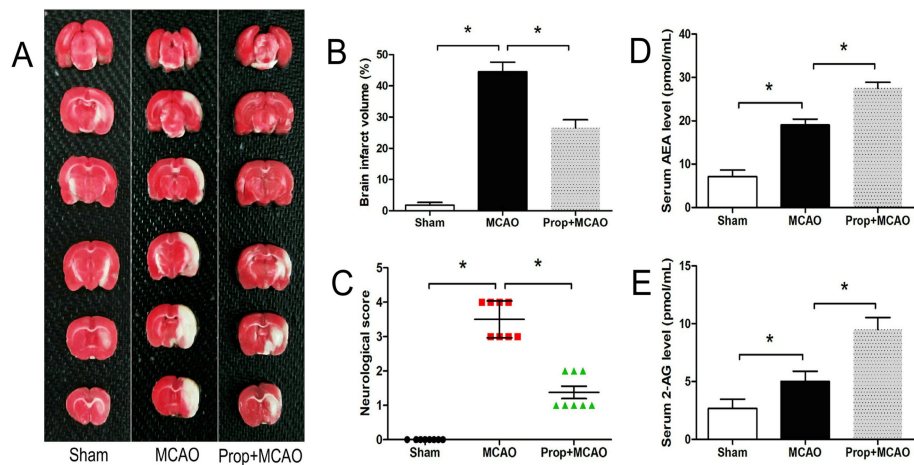 A
Sham
MCAO
Prop+MCAO
B
Brain infarct volume (%)
50
40
30
20
10
0
*
*
Sham
MCAO
Prop+MCAO
C
Neurological score
5
4
3
2
1
0
*
*
Sham
MCAO
Prop+MCAO
D
Serum AEA level (pmol/mL)
40
30
20
10
0
*
*
Sham
MCAO
Prop+MCAO
E
Serum 2-AG level (pmol/mL)
15
10
5
0
*
*
Sham
MCAO
Prop+MCAO